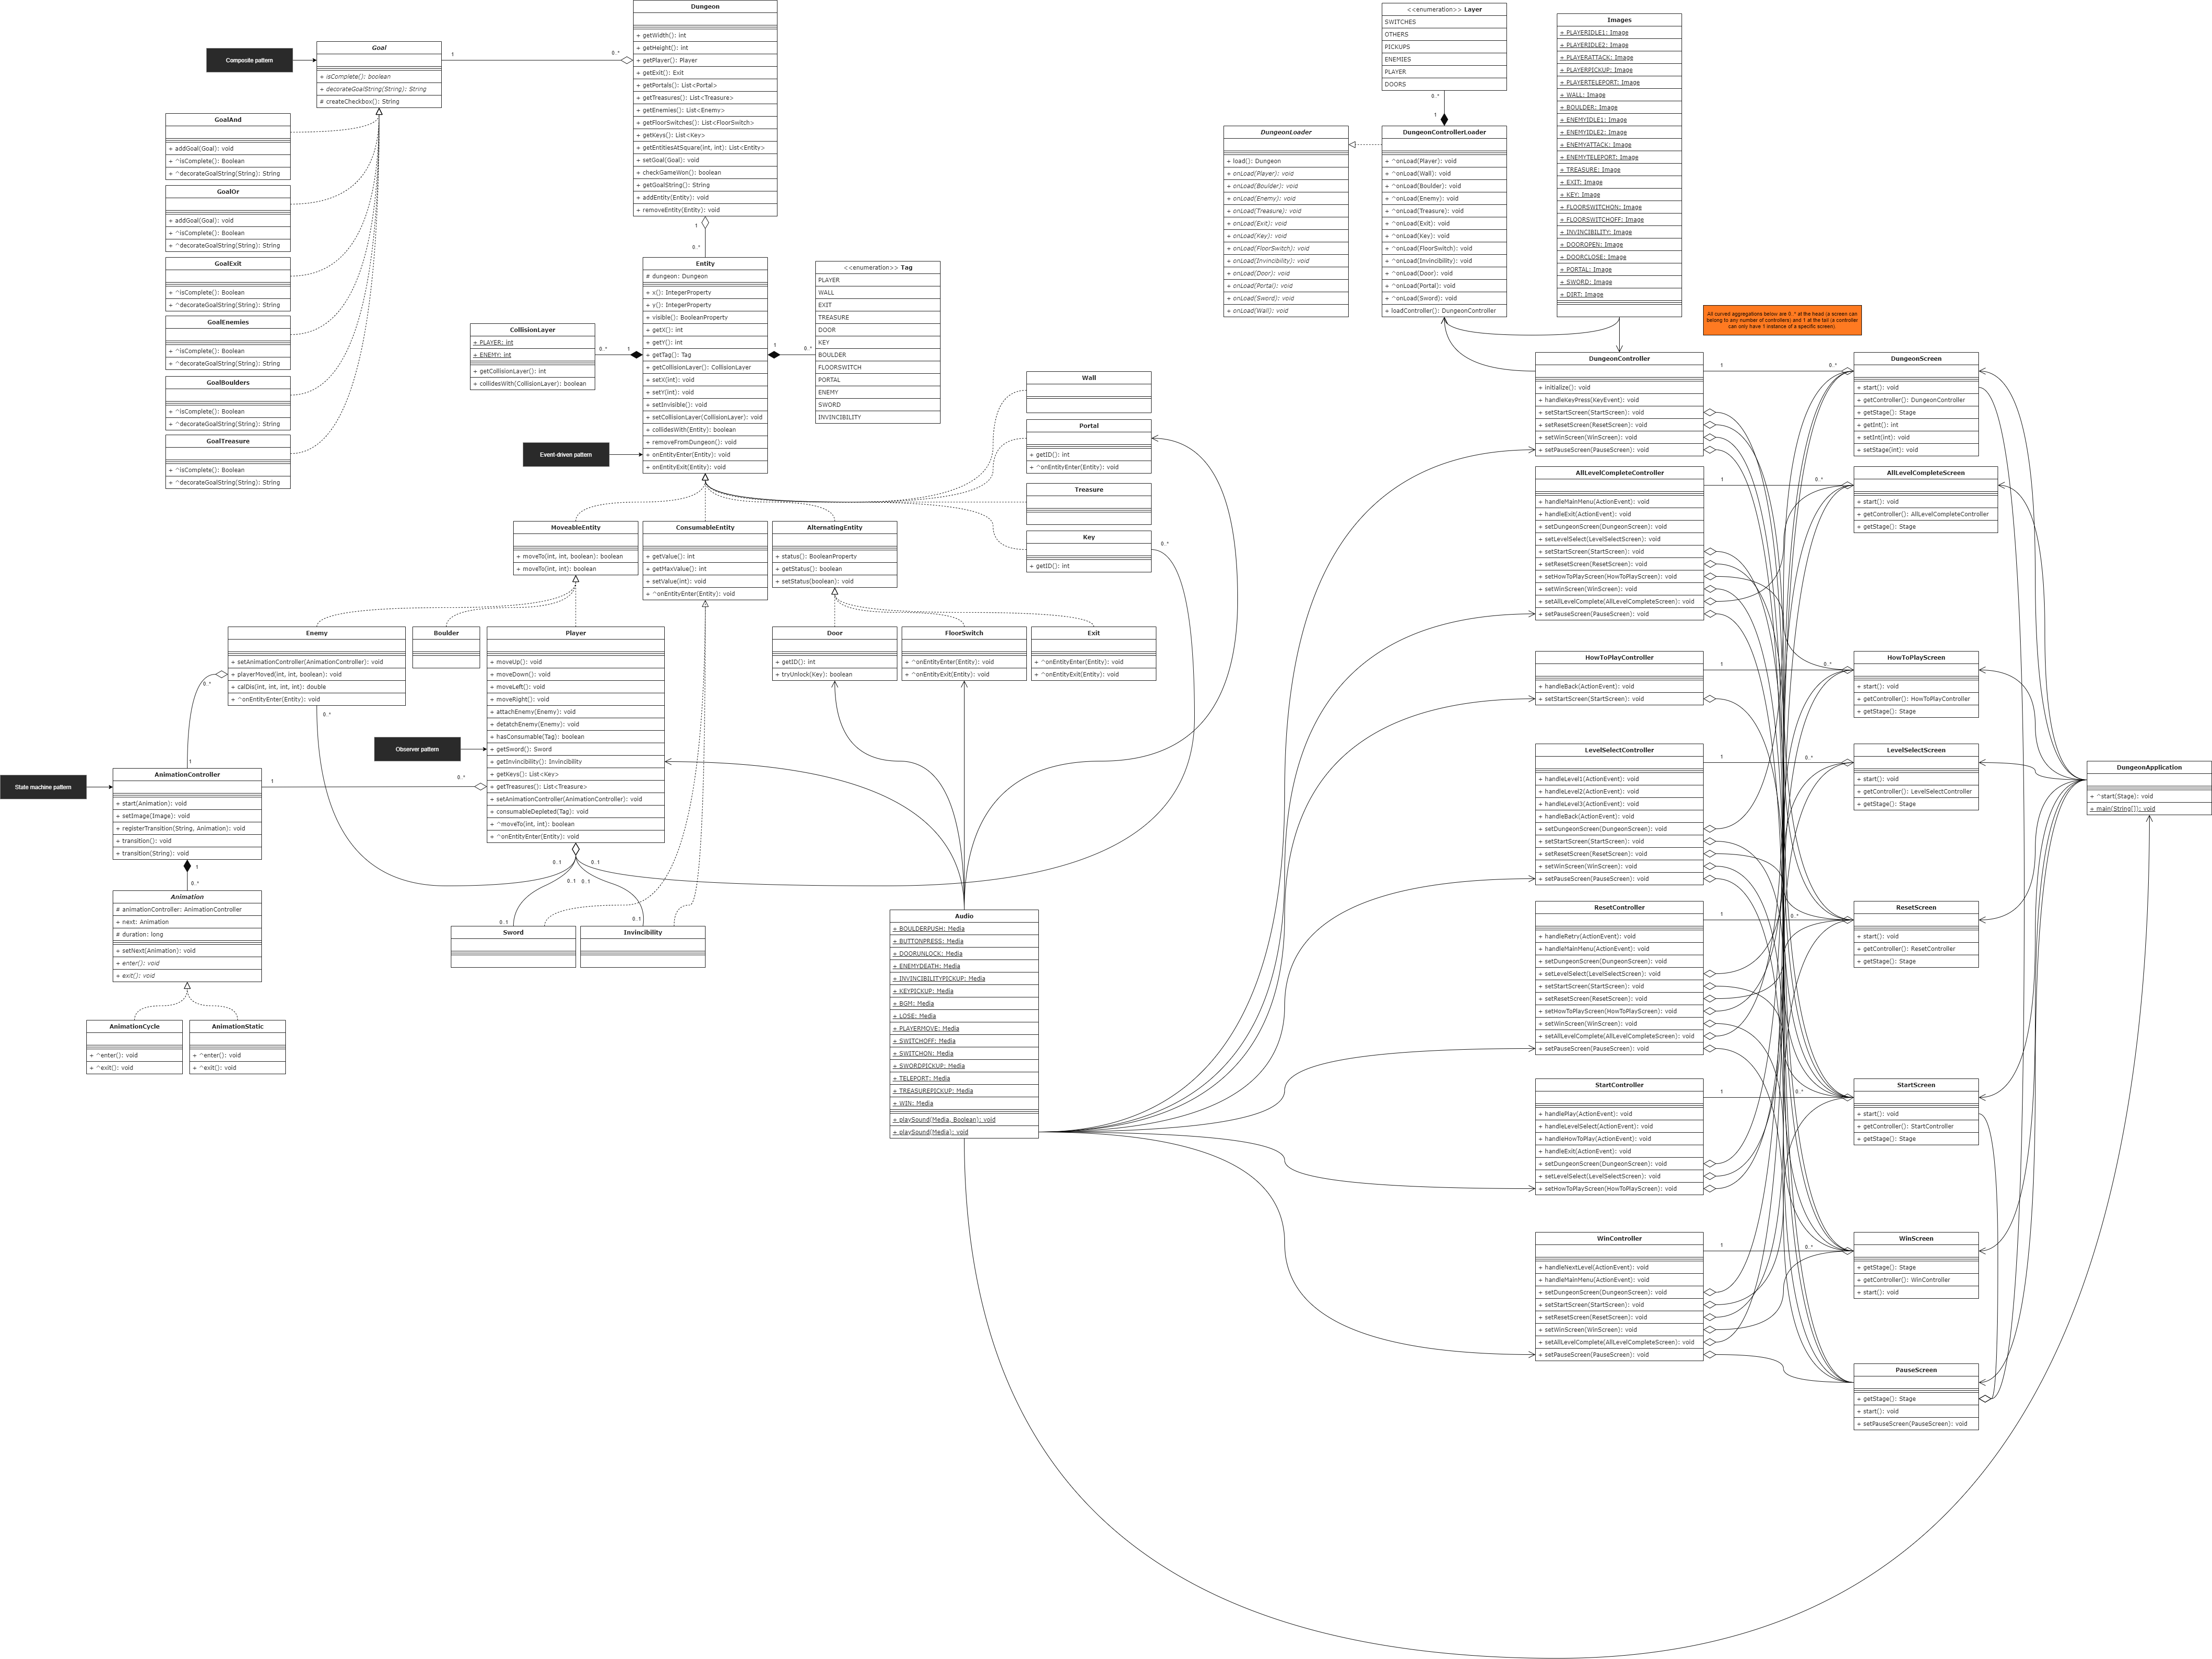 Composite pattern
Goal
+ isComplete(): boolean
+ decorateGoalString(String): String
# createCheckbox(): String
1
0..*
Dungeon
+ getWidth(): int
+ getHeight(): int
+ getPlayer(): Player
+ getExit(): Exit
+ getPortals(): List<Portal>
+ getTreasures(): List<Treasure>
+ getEnemies(): List<Enemy>
+ getFloorSwitches(): List<FloorSwitch>
+ getKeys(): List<Key>
+ getEntitiesAtSquare(int, int): List<Entity>
+ setGoal(Goal): void
+ checkGameWon(): boolean
+ getGoalString(): String
+ addEntity(Entity): void
+ removeEntity(Entity): void
1
0..*
GoalAnd
+ addGoal(Goal): void
+ ^isComplete(): Boolean
+ ^decorateGoalString(String): String
GoalOr
+ addGoal(Goal): void
+ ^isComplete(): Boolean
+ ^decorateGoalString(String): String
GoalExit
+ ^isComplete(): Boolean
+ ^decorateGoalString(String): String
GoalEnemies
+ ^isComplete(): Boolean
+ ^decorateGoalString(String): String
GoalBoulders
+ ^isComplete(): Boolean
+ ^decorateGoalString(String): String
GoalTreasure
+ ^isComplete(): Boolean
+ ^decorateGoalString(String): String
CollisionLayer
+ PLAYER: int
+ ENEMY: int
+ getCollisionLayer(): int
+ collidesWith(CollisionLayer): boolean
0..*
1
Entity
# dungeon: Dungeon
+ x(): IntegerProperty
+ y(): IntegerProperty
+ visible(): BooleanProperty
+ getX(): int
+ getY(): int
+ getTag(): Tag
+ getCollisionLayer: CollisionLayer
+ setX(int): void
+ setY(int): void
+ setInvisible(): void
+ setCollisionLayer(CollisionLayer): void
+ collidesWith(Entity): boolean
+ removeFromDungeon(): void
+ onEntityEnter(Entity): void
+ onEntityExit(Entity): void
Event-driven pattern
1
0..*
<<enumeration>> Tag
PLAYER
WALL
EXIT
TREASURE
DOOR
KEY
BOULDER
FLOORSWITCH
PORTAL
ENEMY
SWORD
INVINCIBILITY
Wall
Portal
+ getID(): int
+ ^onEntityEnter(Entity): void
Treasure
Key
+ getID(): int
0..*
MoveableEntity
+ moveTo(int, int, boolean): boolean
+ moveTo(int, int): boolean
ConsumableEntity
+ getValue(): int
+ getMaxValue(): int
+ setValue(int): void
+ ^onEntityEnter(Entity): void
AlternatingEntity
+ status(): BooleanProperty
+ getStatus(): boolean
+ setStatus(boolean): void
Enemy
+ setAnimationController(AnimationController): void
+ playerMoved(int, int, boolean): void
+ calDis(int, int, int, int): double
+ ^onEntityEnter(Entity): void
0..*
0..*
Boulder
Player
+ moveUp(): void
+ moveDown(): void
+ moveLeft(): void
+ moveRight(): void
+ attachEnemy(Enemy): void
+ detatchEnemy(Enemy): void
+ hasConsumable(Tag): boolean
+ getSword(): Sword
+ getInvincibility(): Invincibility
+ getKeys(): List<Key>
+ getTreasures(): List<Treasure>
+ setAnimationController(AnimationController): void
+ consumableDepleted(Tag): void
+ ^moveTo(int, int): boolean
+ ^onEntityEnter(Entity): void
Observer pattern
Door
+ getID(): int
+ tryUnlock(Key): boolean
FloorSwitch
+ ^onEntityEnter(Entity): void
+ ^onEntityExit(Entity): void
Exit
+ ^onEntityEnter(Entity): void
+ ^onEntityExit(Entity): void
State machine pattern
1
AnimationController
+ start(Animation): void
+ setImage(Image): void
+ registerTransition(String, Animation): void
+ transition(): void
+ transition(String): void
1
0..*
1
0..*
Animation
# animationController: AnimationController
+ next: Animation
# duration: long
+ setNext(Animation): void
+ enter(): void
+ exit(): void
AnimationCycle
+ ^enter(): void
+ ^exit(): void
AnimationStatic
+ ^enter(): void
+ ^exit(): void
0..1
0..1
0..1
0..1
0..1
0..1
Sword
Invincibility
Audio
+ BOULDERPUSH: Media
+ BUTTONPRESS: Media
+ DOORUNLOCK: Media
+ ENEMYDEATH: Media
+ INVINCIBILITYPICKUP: Media
+ KEYPICKUP: Media
+ BGM: Media
+ LOSE: Media
+ PLAYERMOVE: Media
+ SWITCHOFF: Media
+ SWITCHON: Media
+ SWORDPICKUP: Media
+ TELEPORT: Media
+ TREASUREPICKUP: Media
+ WIN: Media
+ playSound(Media, Boolean): void
+ playSound(Media): void
DungeonLoader
+ load(): Dungeon
+ onLoad(Player): void
+ onLoad(Boulder): void
+ onLoad(Enemy): void
+ onLoad(Treasure): void
+ onLoad(Exit): void
+ onLoad(Key): void
+ onLoad(FloorSwitch): void
+ onLoad(Invincibility): void
+ onLoad(Door): void
+ onLoad(Portal): void
+ onLoad(Sword): void
+ onLoad(Wall): void
<<enumeration>> Layer
SWITCHES
OTHERS
PICKUPS
ENEMIES
PLAYER
DOORS
0..*
1
DungeonControllerLoader
+ ^onLoad(Player): void
+ ^onLoad(Wall): void
+ ^onLoad(Boulder): void
+ ^onLoad(Enemy): void
+ ^onLoad(Treasure): void
+ ^onLoad(Exit): void
+ ^onLoad(Key): void
+ ^onLoad(FloorSwitch): void
+ ^onLoad(Invincibility): void
+ ^onLoad(Door): void
+ ^onLoad(Portal): void
+ ^onLoad(Sword): void
+ loadController(): DungeonController
Images
+ PLAYERIDLE1: Image
+ PLAYERIDLE2: Image
+ PLAYERATTACK: Image
+ PLAYERPICKUP: Image
+ PLAYERTELEPORT: Image
+ WALL: Image
+ BOULDER: Image
+ ENEMYIDLE1: Image
+ ENEMYIDLE2: Image
+ ENEMYATTACK: Image
+ ENEMYTELEPORT: Image
+ TREASURE: Image
+ EXIT: Image
+ KEY: Image
+ FLOORSWITCHON: Image
+ FLOORSWITCHOFF: Image
+ INVINCIBILITY: Image
+ DOOROPEN: Image
+ DOORCLOSE: Image
+ PORTAL: Image
+ SWORD: Image
+ DIRT: Image
All curved aggregations below are 0..* at the head (a screen can
belong to any number of controllers) and 1 at the tail (a controller
can only have 1 instance of a specific screen)
DungeonController
+ initialize(): void
+ handleKeyPress(KeyEvent): void
+ setStartScreen(StartScreen): void
+ setResetScreen(ResetScreen): void
+ setWinScreen(WinScreen): void
+ setPauseScreen(PauseScreen): void
1
0..*
DungeonScreen
+ start(): void
+ getController(): DungeonController
+ getStage(): Stage
+ getInt(): int
+ setInt(int): void
+ setStage(int): void
AllLevelCompleteController
+ handleMainMenu(ActionEvent): void
+ handleExit(ActionEvent): void
+ setDungeonScreen(DungeonScreen): void
+ setLevelSelect(LevelSelectScreen): void
+ setStartScreen(StartScreen): void
+ setResetScreen(ResetScreen): void
+ setHowToPlayScreen(HowToPlayScreen): void
+ setWinScreen(WinScreen): void
+ setAllLevelComplete(AllLevelCompleteScreen): void
+ setPauseScreen(PauseScreen): void
1
0..*
AllLevelCompleteScreen
+ start(): void
+ getController(): AllLevelCompleteController
+ getStage(): Stage
HowToPlayController
+ handleBack(ActionEvent): void
+ setStartScreen(StartScreen): void
1
0..*
HowToPlayScreen
+ start(): void
+ getController(): HowToPlayController
+ getStage(): Stage
LevelSelectController
+ handleLevel1(ActionEvent): void
+ handleLevel2(ActionEvent): void
+ handleLevel3(ActionEvent): void
+ handleBack(ActionEvent): void
+ setDungeonScreen(DungeonScreen): void
+ setStartScreen(StartScreen): void
+ setResetScreen(ResetScreen): void
+ setWinScreen(WinScreen): void
+ setPauseScreen(PauseScreen): void
1
0..*
LevelSelectScreen
+ start(): void
+ getController(): LevelSelectController
+ getStage(): Stage
DungeonApplication
+ ^start(Stage): void
+ main(String[]): void
ResetController
+ handleRetry(ActionEvent): void
+ handleMainMenu(ActionEvent): void
+ setDungeonScreen(DungeonScreen): void
+ setLevelSelect(LevelSelectScreen): void
+ setStartScreen(StartScreen): void
+ setResetScreen(ResetScreen): void
+ setHowToPlayScreen(HowToPlayScreen): void
+ setWinScreen(WinScreen): void
+ setAllLevelComplete(AllLevelCompleteScreen): void
+ setPauseScreen(PauseScreen): void
1
0..*
ResetScreen
+ start(): void
+ getController(): ResetController
+ getStage(): Stage
StartController
+ handlePlay(ActionEvent): void
+ handleLevelSelect(ActionEvent): void
+ handleHowToPlay(ActionEvent): void
+ handleExit(ActionEvent): void
+ setDungeonScreen(DungeonScreen): void
+ setLevelSelect(LevelSelectScreen): void
+ setHowToPlayScreen(HowToPlayScreen): void
1
0..*
StartScreen
+ start(): void
+ getController(): StartController
+ getStage(): Stage
WinController
+ handleNextLevel(ActionEvent): void
+ handleMainMenu(ActionEvent): void
+ setDungeonScreen(DungeonScreen): void
+ setStartScreen(StartScreen): void
+ setResetScreen(ResetScreen): void
+ setWinScreen(WinScreen): void
+ setAllLevelComplete(AllLevelCompleteScreen): void
+ setPauseScreen(PauseScreen): void
1
0..*
WinScreen
+ getStage(): Stage
+ getController(): WinController
+ start(): void
PauseScreen
+ getStage(): Stage
+ start(): void
+ setPauseScreen(PauseScreen): void